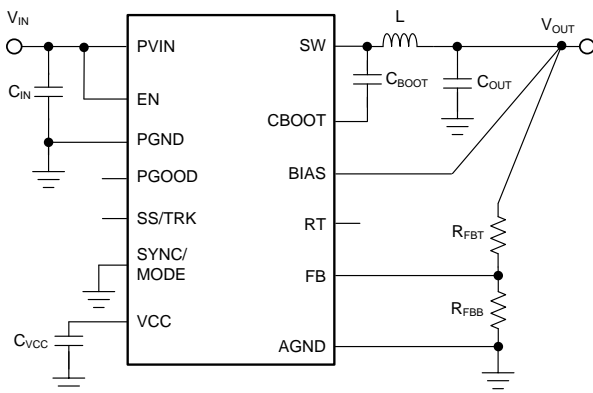 VIN
L
VOUT
PVIN
SW
CIN
CBOOT
COUT
EN
CBOOT
PGND
BIAS
PGOOD
SS/TRK
RT
RFBT
SYNC/
MODE
FB
RFBB
VCC
CVCC
AGND